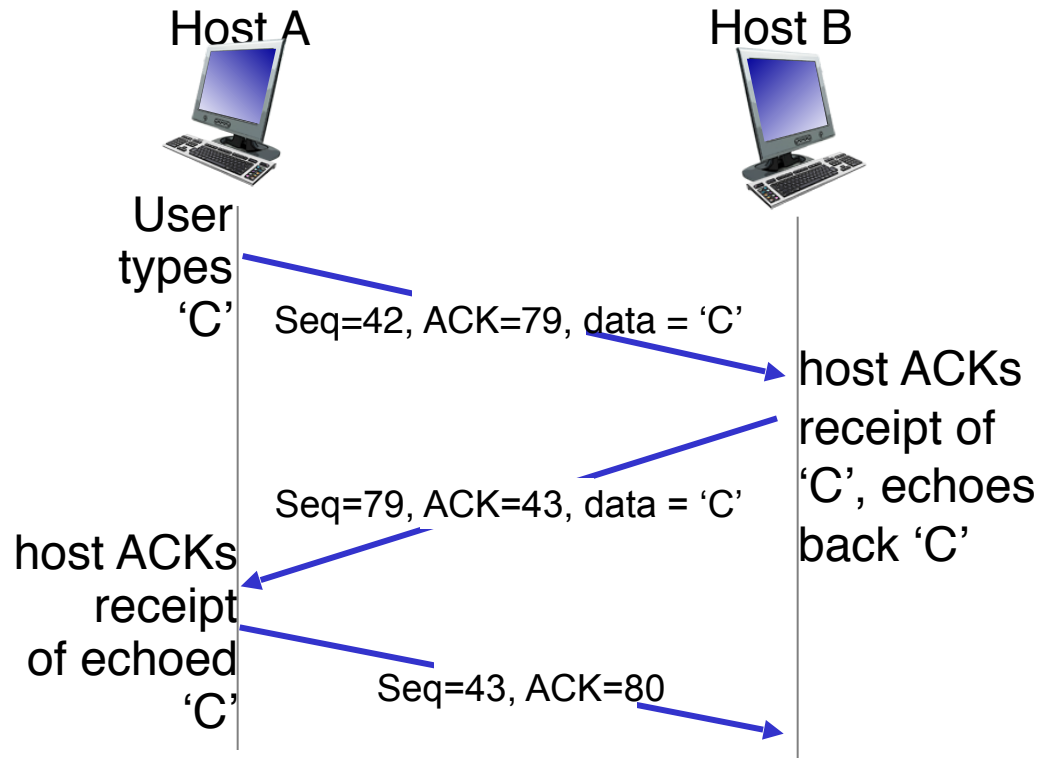 Host A
Host B
User
types
‘C’
Seq=42, ACK=79, data = ‘C’
host ACKs
receipt of
‘C’, echoes
back ‘C’
Seq=79, ACK=43, data = ‘C’
host ACKs
receipt
of echoed
‘C’
Seq=43, ACK=80